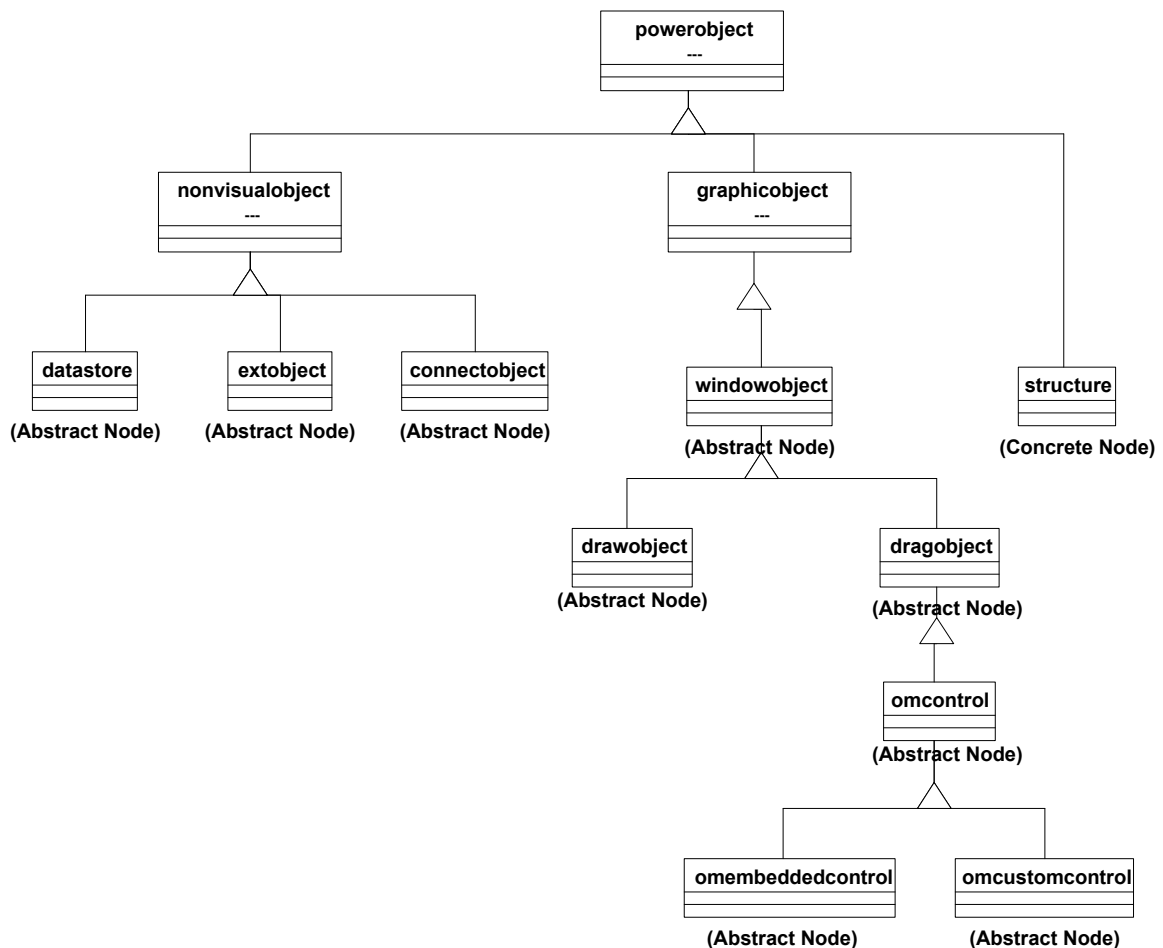 powerobject
---
nonvisualobject
---
graphicobject
---
datastore
extobject
connectobject
windowobject
structure
(Abstract Node)
(Abstract Node)
(Abstract Node)
(Abstract Node)
(Concrete Node)
drawobject
dragobject
(Abstract Node)
(Abstract Node)
omcontrol
(Abstract Node)
omembeddedcontrol
omcustomcontrol
(Abstract Node)
(Abstract Node)